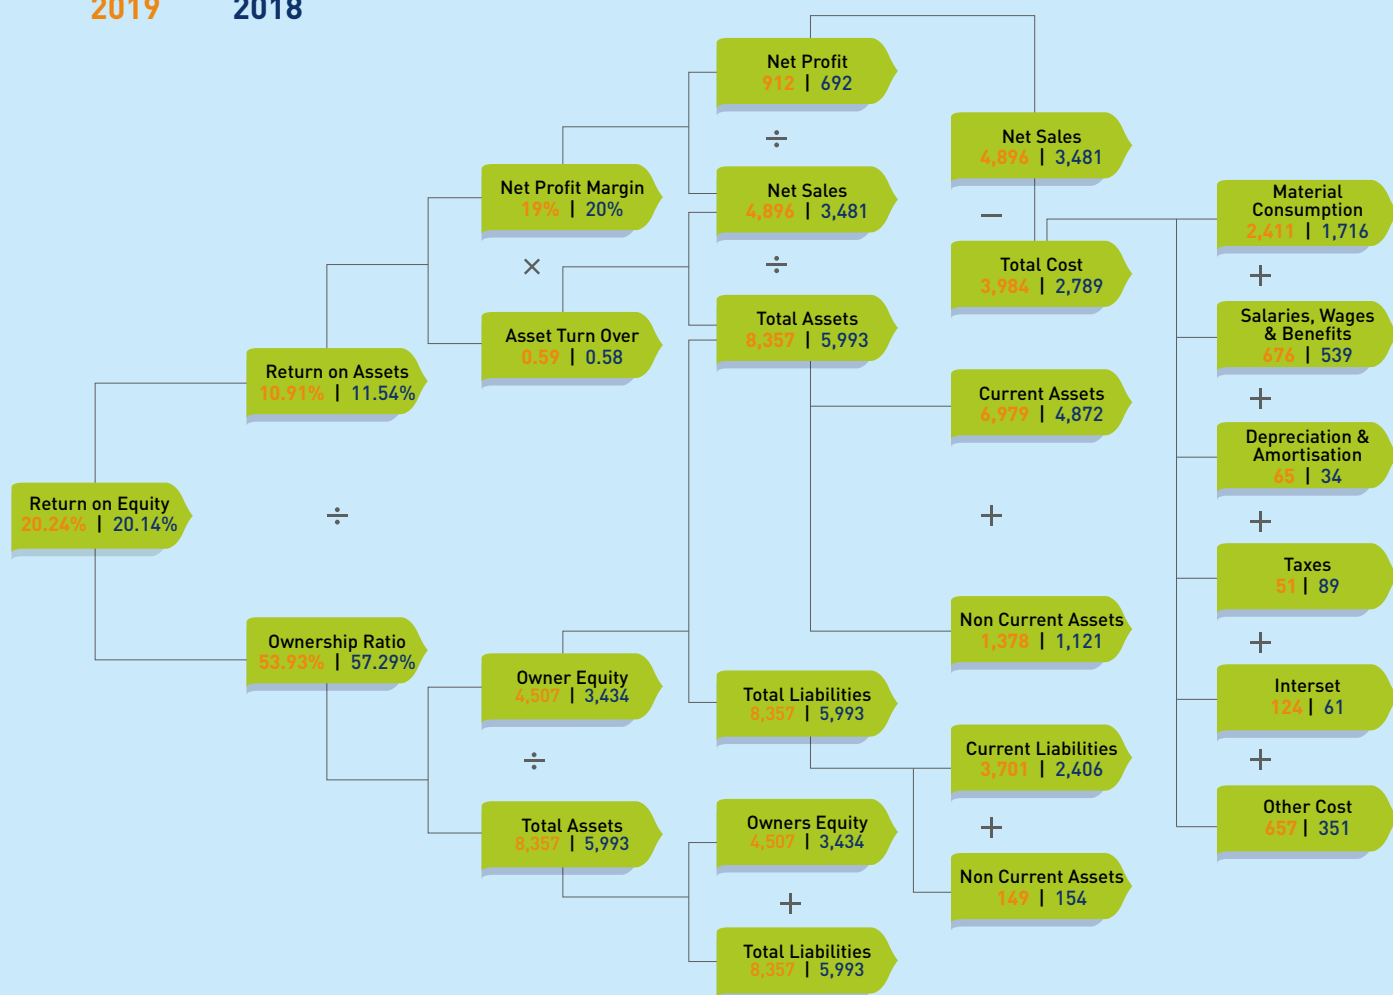 2019 2018
Net Profit
912 | 692
÷
Net Sales
4,896 | 3,481
÷
Total Assets
8,357 | 5,993
Net Sales
4,896 | 3,481
−
Total Cost
3,984 | 2,789
Material
Consumption
2,411 | 1,716
+
Salaries, Wages
& Benefits
676 | 539
+
Depreciation &
Amortisation
65 | 34
+
Taxes
51 | 89
+
Interset
124 | 61
+
Other Cost
657 | 351
Net Profit Margin
19% | 20%
×
Asset Turn Over
0.59 | 0.58
Return on Assets
10.91% | 11.54%
÷
Return on Equity
20.24% | 20.14%
Ownership Ratio
53.93% | 57.29%
Current Assets
6,979 | 4,872
+
Non Current Assets
1,378 | 1,121
Owner Equity
4,507 | 3,434
÷
Total Assets
8,357 | 5,993
Total Liabilities
8,357 | 5,993
Current Liabilities
3,701 | 2,406
+
Non Current Assets
149 | 154
Owners Equity
4,507 | 3,434
+
Total Liabilities
8,357 | 5,993